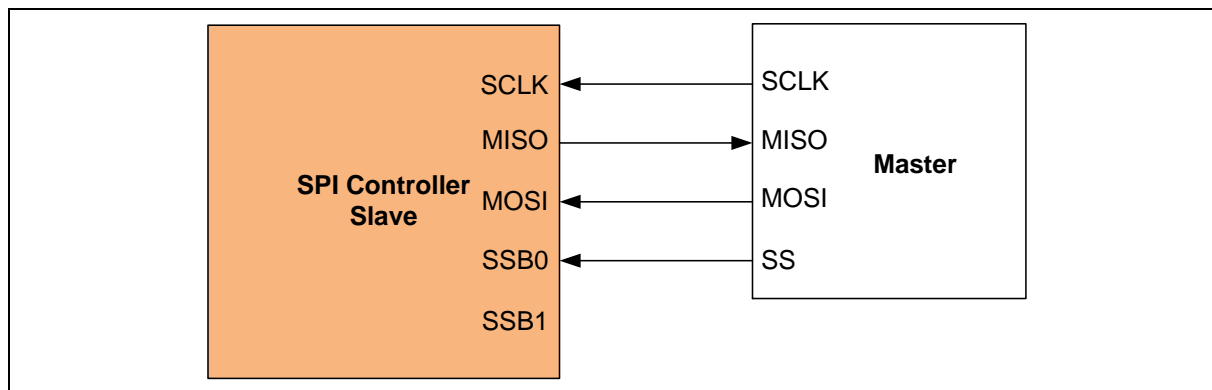 SPI Controller
Slave
SCLK
MISO
MOSI
SSB0
SSB1
SCLK
MISO
MOSI
SS
Master